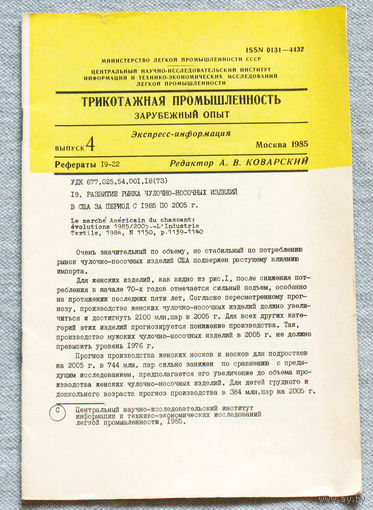 ISSN 0131—4432
МИНИСТЕРСТВО ЛЕГКОЙ ПРОМЫШЛЕННОСТИ СССР
ЦЕНТРАЛЬНЫЙ НАУЧНО-ИССЛЕДОВАТЕЛЬСКИЙ ИНСТИТУТ
ИНФОРМАЦИИ И ТЕХНИКО-ЭКОНОМИЧЕСКИХ ИССЛЕДОВАНИЙ
ЛЕГКОЙ ПРОМЫШЛЕННОСТИ
ТРИКОТАЖНАЯ ПРОМЫШЛЕННОСТЬ
ЗАРУБЕЖНЫЙ ОПЫТ
Экспресс-информация
ВЫПУСК 4
Москва 1985
Рефераты 19-22
Редактор А. В. КОВАРСКИЙ
УДК 677.025.54.001.18(73)
19. РАЗВИТИЕ РЫНКА ЧУЛОЧНО-НОСОЧНЫХ ИЗДЕЛИЙ
В США ЗА ПЕРИОД С 1985 ПО 2005 г.
Le marché Américain du chassant:
évolutions 1985/2005.-L'Industrie
Textile, 1984, N 1150, p.1139-1140
Очень значительный по объему, но стабильный по потреблению
рынок чулочно-носочных изделий США подвержен растущему влиянию
импорта.
Для женских изделий, как видно из рис.1, после снижения пот-
ребления в начале 70-х годов отмечается сильный подъем, особенно
на протяжении последних пяти лет. Согласно пересмотренному прог-
нозу, производство женских чулочно-носочных изделий должно увели-
читься и достигнуть 2100 млн.пар в 2005 г. Для всех других кате-
горий этих изделий прогнозируется понижение производства. Так,
производство мужских чулочно-носочных изделий в 2005 г. не должно
превысить уровень 1976 г.
Прогноз производства женских носков и носков для подростков
на 2005 г. в 744 млн. пар сильно занижен по сравнению с преды-
дущим исследованием, предполагается его увеличение до объема про-
изводства женских чулочно-носочных изделий. Для детей грудного и
дошкольного возраста прогноз производства в 384 млн.пар на 2005 г.
С Центральный научно-исследовательский институт
информации и технико-экономических исследований
легкой промышленности, 1985.